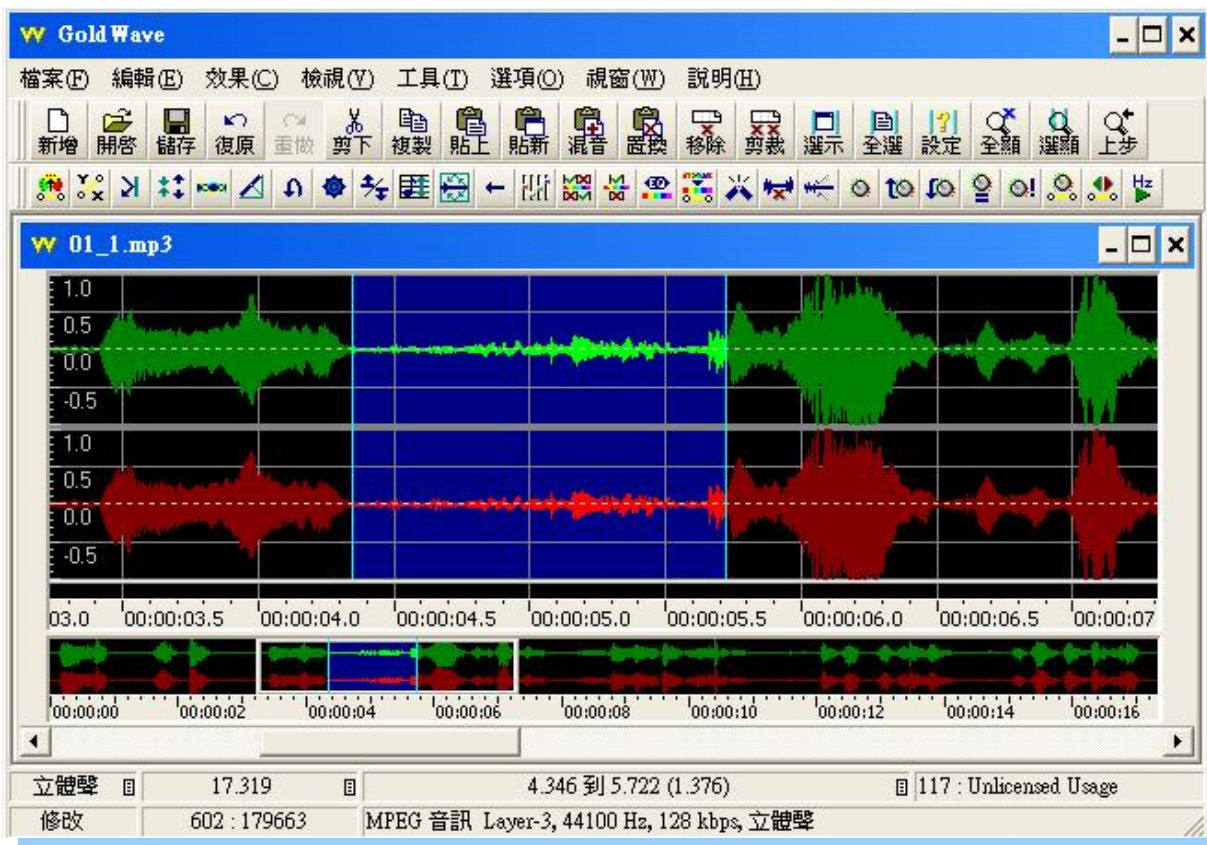 Gold Wave
檔案(F) 編輯(E) 效果(C) 檢視(V) 工具(T) 選項(O) 視窗(W) 說明(H)
新增 開啓 儲存 復原 重做 剪下 複製 貼上 貼新 混音 置換 移除 剪裁 選示 全選 設定 全顯 選顯 上步
Hz
01_1.mp3
1.0
0.5
0.0
-0.5
1.0
0.5
0.0
-0.5
03.0 00:00:03.5 00:00:04.0 00:00:04.5 00:00:05.0 00:00:05.5 00:00:06.0 00:00:06.5 00:00:07
00:00:00 00:00:02 00:00:04 00:00:06 00:00:08 00:00:10 00:00:12 00:00:14 00:00:16
立體聲 17.319 4.346 到 5.722 (1.376) 117 : Unlicensed Usage
修改 602 : 179663 MPEG 音訊 Layer-3, 44100 Hz, 128 kbps, 立體聲